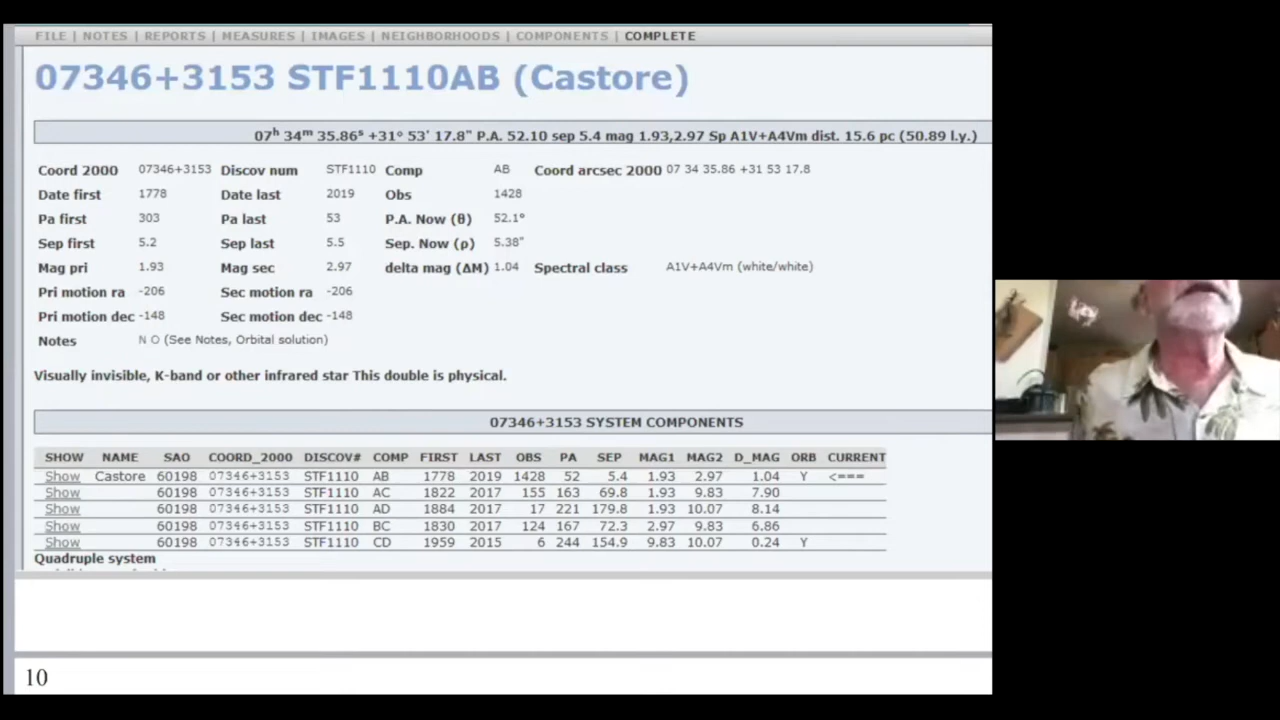 FILE | NOTES | REPORTS | MEASURES | IMAGES | NEIGHBORHOODS | COMPONENTS | COMPLETE
07346+3153 STF1110AB (Castore)
07h 34m 35.86s +31° 53' 17.8" P.A. 52.10 sep 5.4 mag 1.93,2.97 Sp A1V+A4Vm dist. 15.6 pc (50.89 l.y.)
Coord 2000 07346+3153 Discov num STF1110 Comp AB Coord arcsec 2000 07 34 35.86 +31 53 17.8
Date first 1778 Date last 2019 Obs 1428
Pa first 303 Pa last 53 P.A. Now (θ) 52.1°
Sep first 5.2 Sep last 5.5 Sep. Now (ρ) 5.38"
Mag pri 1.93 Mag sec 2.97 delta mag (ΔM) 1.04 Spectral class A1V+A4Vm (white/white)
Pri motion ra -206 Sec motion ra -206
Pri motion dec -148 Sec motion dec -148
Notes N O (See Notes, Orbital solution)
Visually invisible, K-band or other infrared star This double is physical.
07346+3153 SYSTEM COMPONENTS
SHOW NAME SAO COORD_2000 DISCOV# COMP FIRST LAST OBS PA SEP MAG1 MAG2 D_MAG ORB CURRENT
Show Castore 60198 07346+3153 STF1110 AB 1778 2019 1428 52 5.4 1.93 2.97 1.04 Y <===
Show 60198 07346+3153 STF1110 AC 1822 2017 155 163 69.8 1.93 9.83 7.90
Show 60198 07346+3153 STF1110 AD 1884 2017 17 221 179.8 1.93 10.07 8.14
Show 60198 07346+3153 STF1110 BC 1830 2017 124 167 72.3 2.97 9.83 6.86
Show 60198 07346+3153 STF1110 CD 1959 2015 6 244 154.9 9.83 10.07 0.24 Y
Quadruple system
10